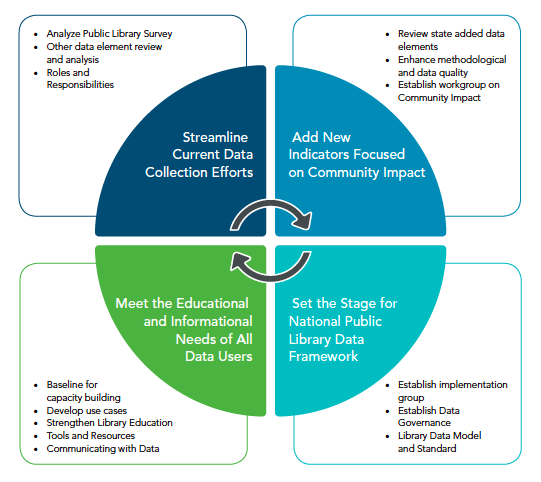 • Analyze Public Library Survey
• Other data element review
and analysis
• Roles and
Responsibilities
• Review state added data
elements
• Enhance methodological
and data quality
• Establish workgroup on
Community Impact
Streamline
Current Data
Collection Efforts
Add New
Indicators Focused
on Community Impact
Meet the Educational
and Informational
Needs of All
Data Users
Set the Stage for
National Public
Library Data
Framework
• Baseline for
capacity building
• Develop use cases
• Strengthen Library Education
• Tools and Resources
• Communicating with Data
• Establish implementation
group
• Establish Data
Governance
• Library Data Model
and Standard